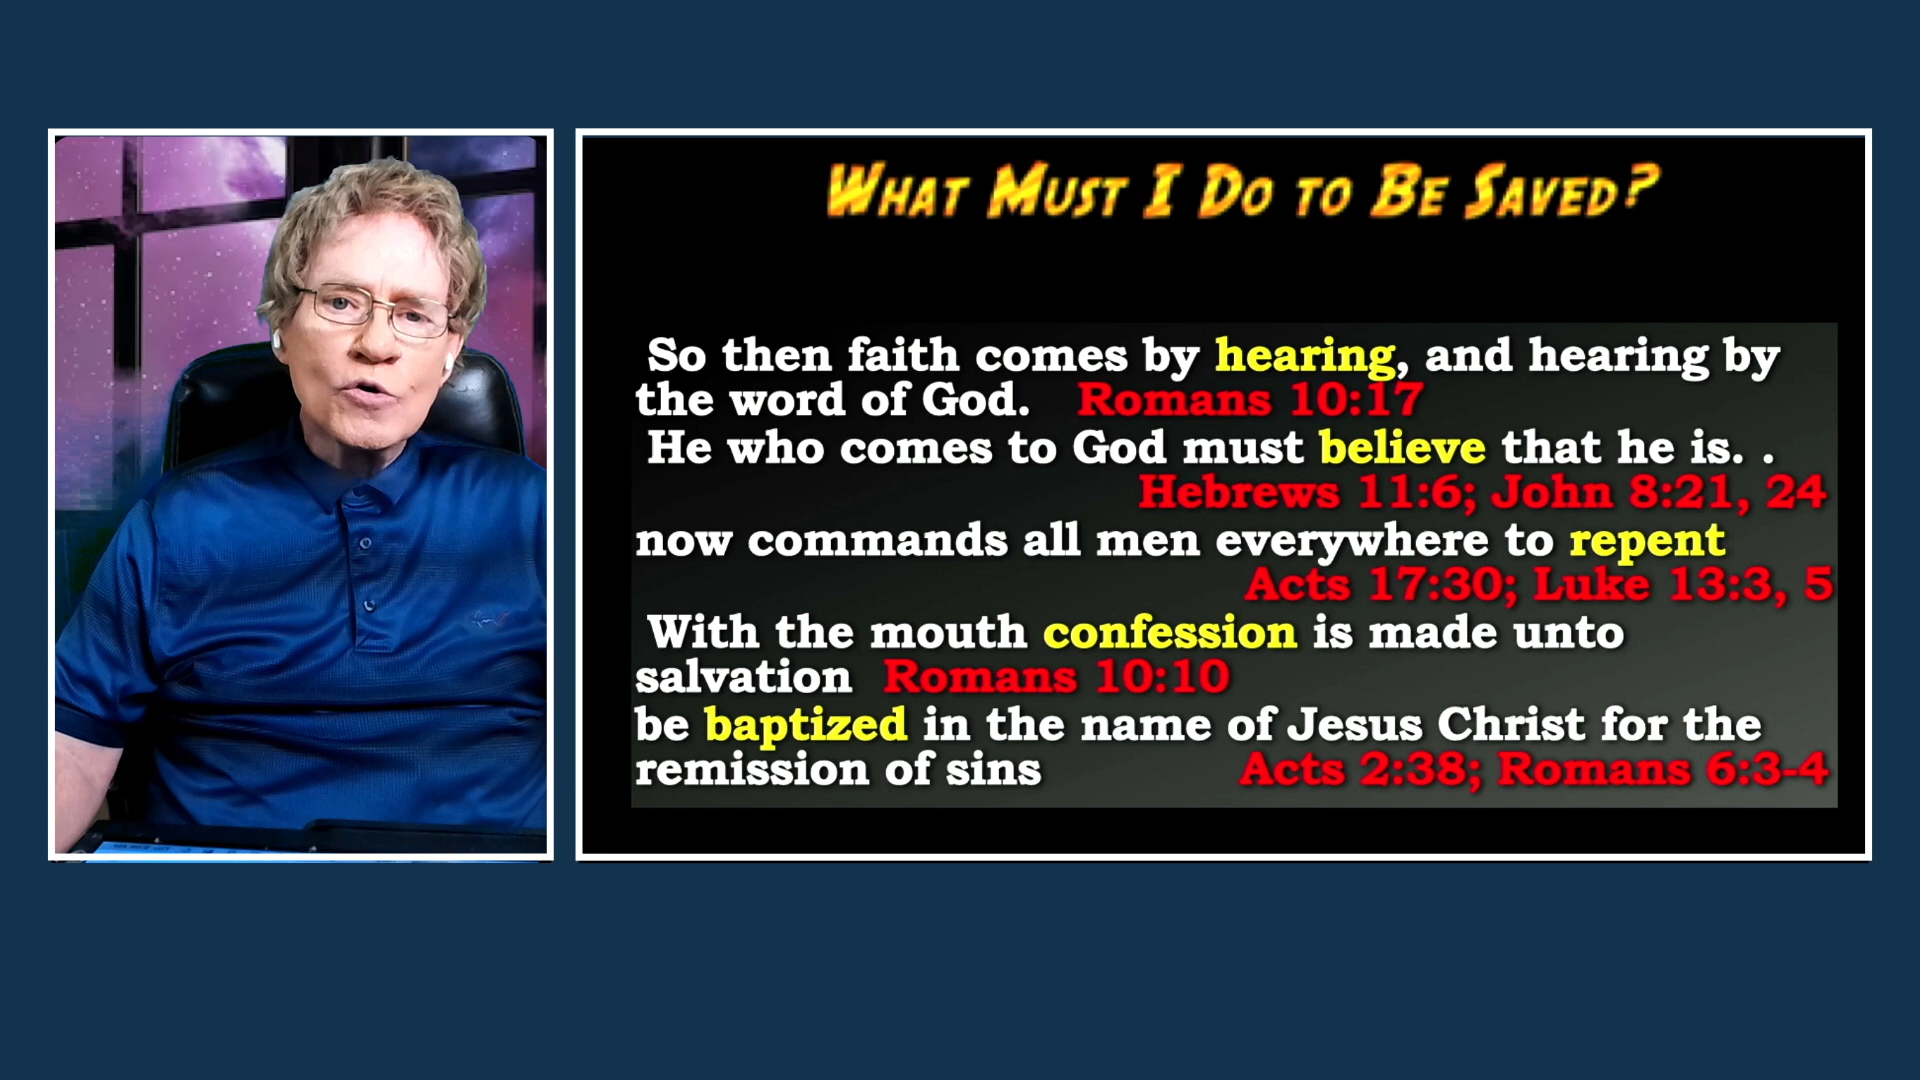 What Must I Do to Be Saved?
So then faith comes by hearing, and hearing by
the word of God. Romans 10:17
He who comes to God must believe that he is. .
Hebrews 11:6; John 8:21, 24
now commands all men everywhere to repent
Acts 17:30; Luke 13:3, 5
With the mouth confession is made unto
salvation Romans 10:10
be baptized in the name of Jesus Christ for the
remission of sins Acts 2:38; Romans 6:3-4